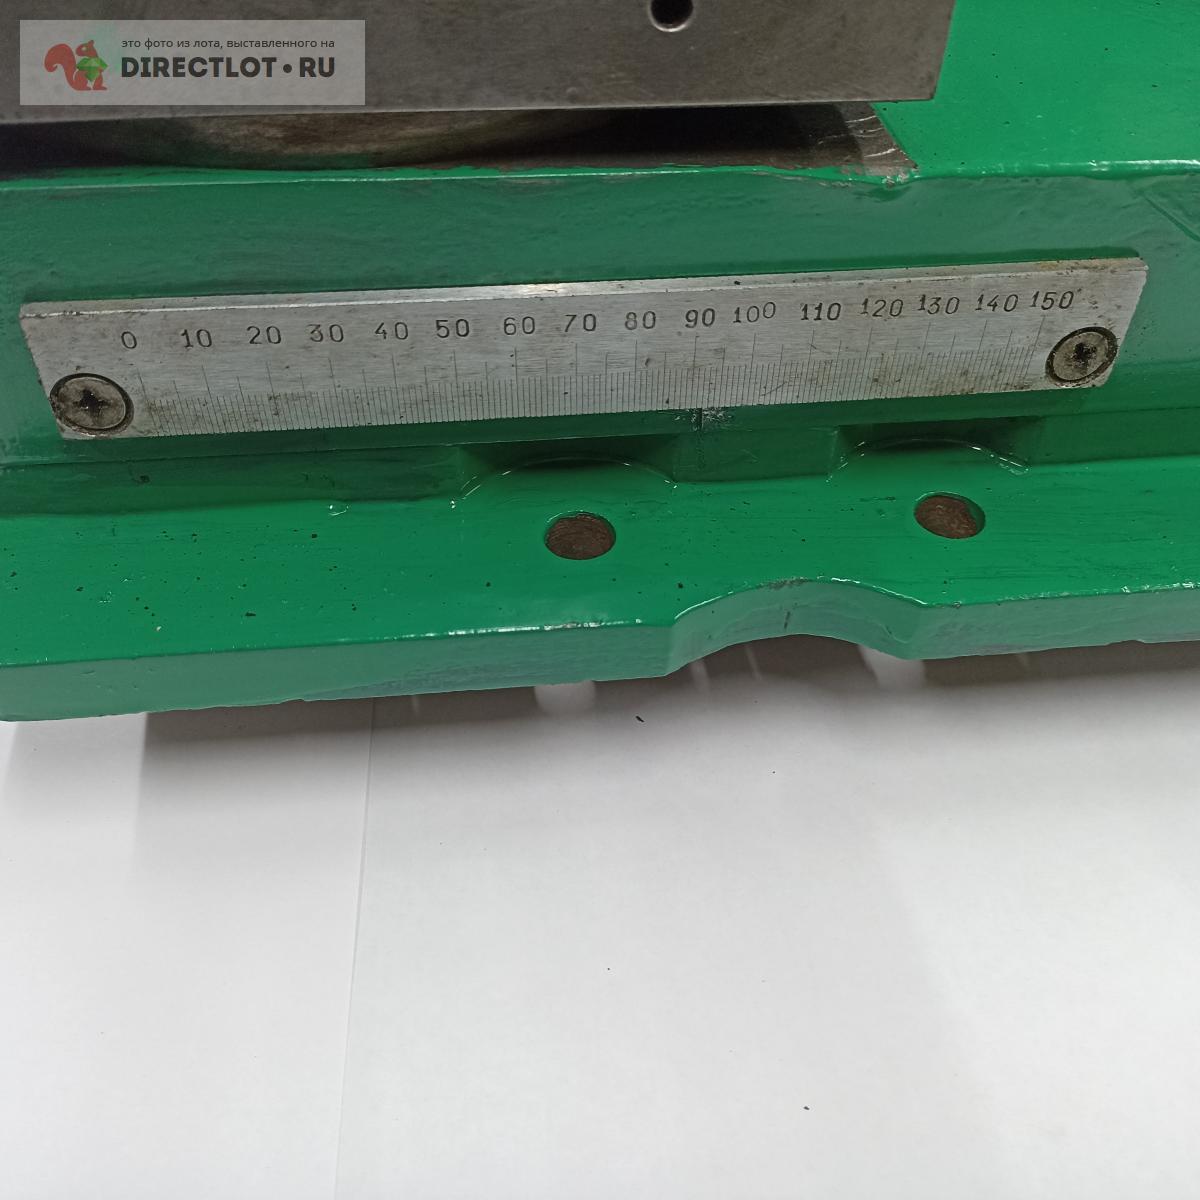 это фото из лота, выставленного на
DIRECTLOT•RU
0 10 20 30 40 50 60 70 80 90 100 110 120 130 140 150